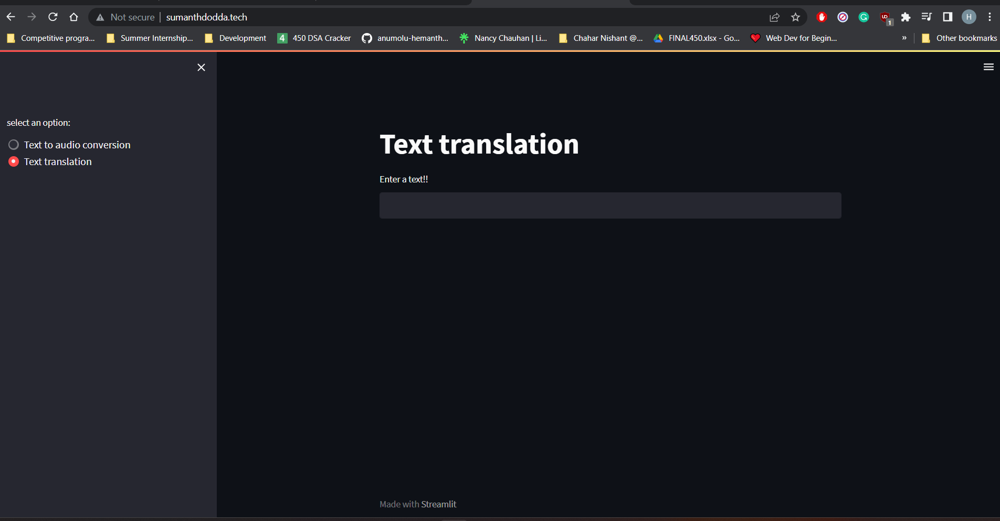 Not secure | sumanthdodda.tech
1
H
Competitive progra...
Summer Internship...
Development
4
450 DSA Cracker
anumolu-hemanth...
Nancy Chauhan | Li...
Chahar Nishant @...
FINAL450.xlsx - Go...
Web Dev for Begin...
»
Other bookmarks
select an option:
Text to audio conversion
Text translation
Text translation
Enter a text!!
Made with Streamlit